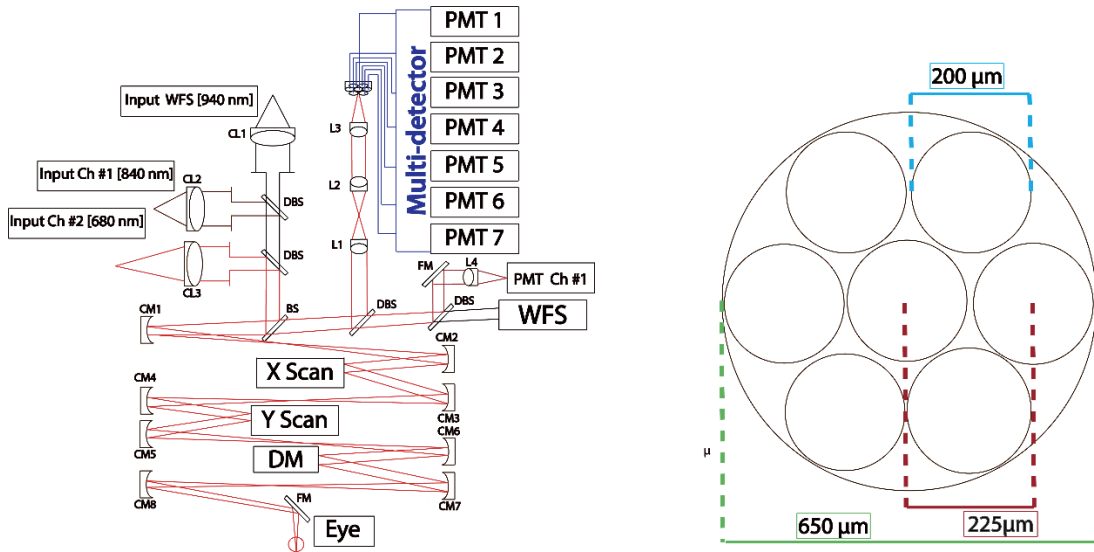 PMT 1
PMT 2
PMT 3
PMT 4
PMT 5
PMT 6
PMT 7
Multi-detector
Input WFS [940 nm]
CL1
L3
Input Ch #1 [840 nm]
CL2
Input Ch #2 [680 nm]
DBS
L2
DBS
L1
CL3
FM
L4
PMT Ch #1
CM1
BS
DBS
DBS
WFS
CM2
X Scan
CM4
CM3
Y Scan
CM6
CM5
DM
CM8
FM
CM7
Eye
200 µm
µ
650 µm
225µm